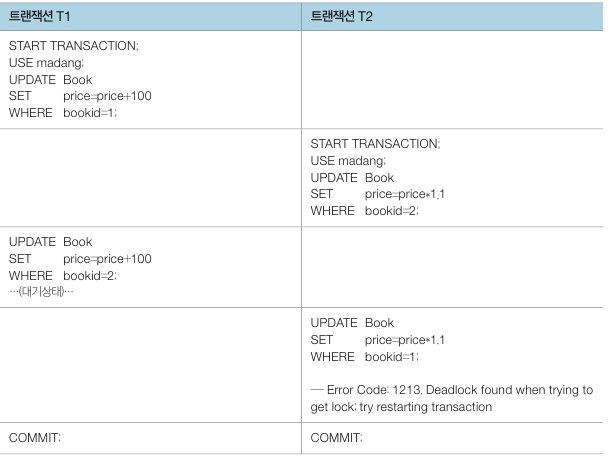 트랜잭션 T1
트랜잭션 T2
START TRANSACTION;
USE madang;
UPDATE Book
SET price=price+100
WHERE bookid=1;
START TRANSACTION;
USE madang;
UPDATE Book
SET price=price*1.1
WHERE bookid=2;
UPDATE Book
SET price=price+100
WHERE bookid=2;
…(대기상태)…
UPDATE Book
SET price=price*1.1
WHERE bookid=1;
— Error Code: 1213. Deadlock found when trying to
get lock; try restarting transaction
COMMIT;
COMMIT;